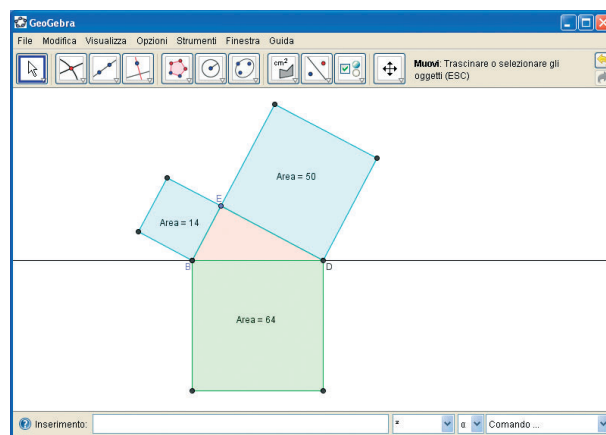 GeoGebra
File Modifica Visualizza Opzioni Strumenti Finestra Guida
cm²
Muovi: Trascinare o selezionare gli
oggetti (ESC)
Area = 50
E
Area = 14
B
D
Area = 64
Inserimento:
α
Comando ...